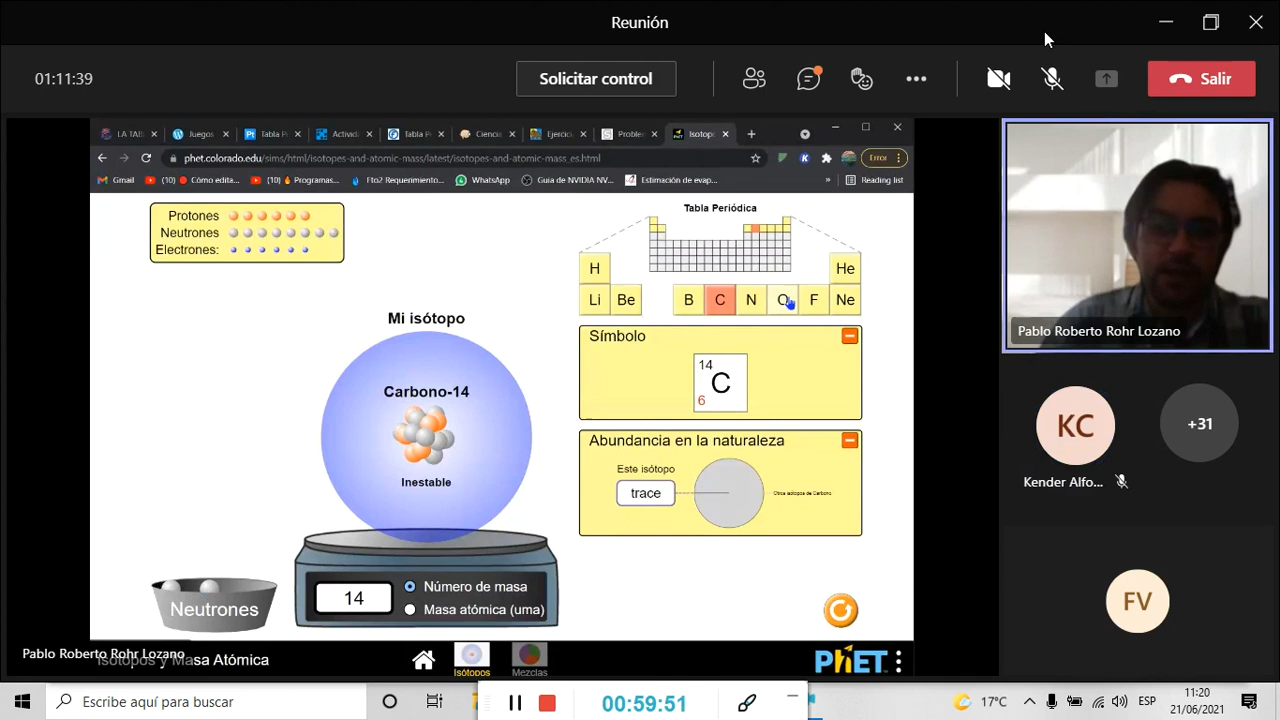 Reunión
01:11:39
Solicitar control
Salir
LA TAB
Juegos
Tabla P
Activid
Tabla P
Ciencia
Ejercic
Problem
Isotop
phet.colorado.edu/sims/html/isotopes-and-atomic-mass/latest/isotopes-and-atomic-mass_es.html
Error
Gmail
(10) Cómo edita...
(10) Programas...
Fto2 Requerimiento...
WhatsApp
Guia de NVIDIA NV...
Estimación de evap...
»
Reading list
Protones
Neutrones
Electrones:
Tabla Periódica
H
He
Li
Be
B
C
N
O
F
Ne
Mi isótopo
Carbono-14
Inestable
Símbolo
14
C
6
Abundancia en la naturaleza
Este isótopo
trace
Otros isótopos de Carbono
Neutrones
14
Número de masa
Masa atómica (uma)
Isótopos y Masa Atómica
Isótopos
Mezclas
PhET
Pablo Roberto Rohr Lozano
Pablo Roberto Rohr Lozano
KC
+31
Kender Alfo...
FV
Escribe aquí para buscar
00:59:51
17°C
ESP
11:20
21/06/2021